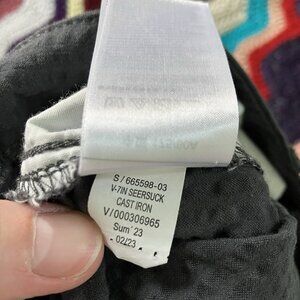 S / 665598-03
V-7IN SEERSUCK
CAST IRON
V / 000306965
Sum' 23
02/23